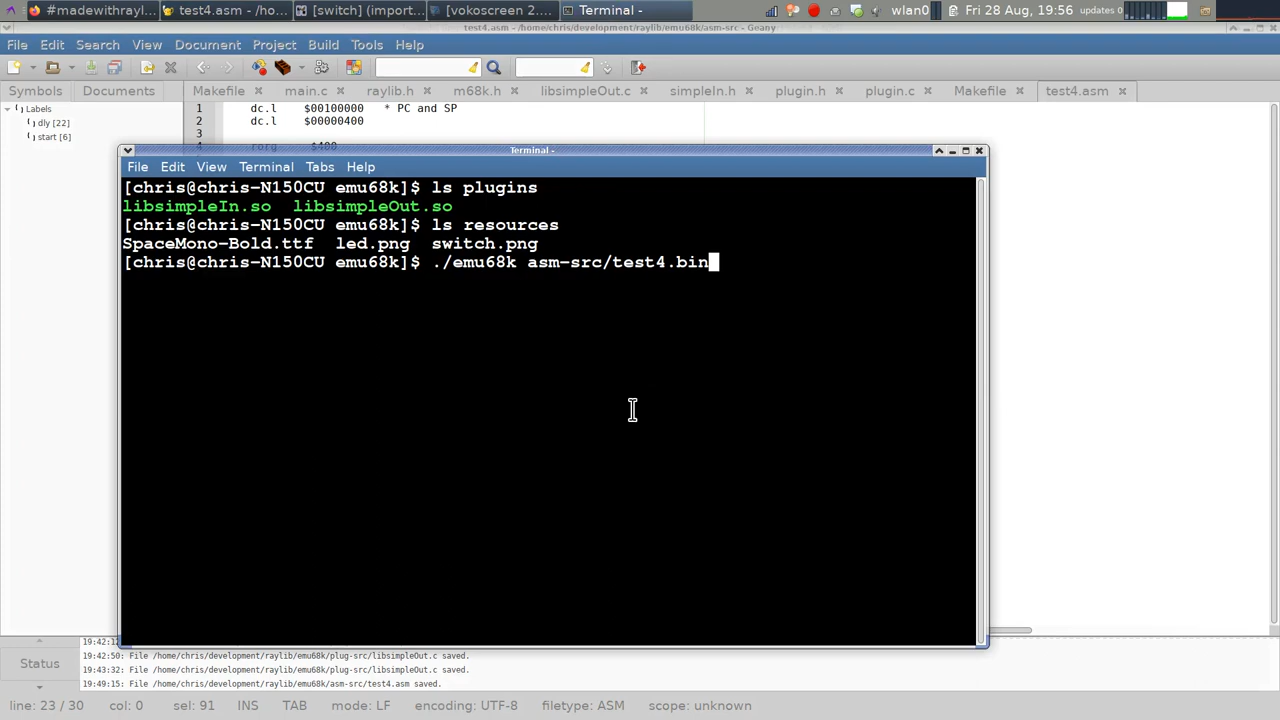 #madewithrayl...
test4.asm - /ho...
[switch] (import...
[vokoscreen 2....
Terminal -
wlan0
Fri 28 Aug, 19:56
updates 0
test4.asm - /home/chris/development/raylib/emu68k/asm-src - Geany
File Edit Search View Document Project Build Tools Help
Symbols Documents
Makefile main.c raylib.h m68k.h libsimpleOut.c simpleIn.h plugin.h plugin.c Makefile test4.asm
Labels
dly [22]
start [6]
1 dc.l $00100000 * PC and SP
2 dc.l $00000400
3
4 rorg $400
Terminal -
File Edit View Terminal Tabs Help
[chris@chris-N150CU emu68k]$ ls plugins
libsimpleIn.so libsimpleOut.so
[chris@chris-N150CU emu68k]$ ls resources
SpaceMono-Bold.ttf led.png switch.png
[chris@chris-N150CU emu68k]$ ./emu68k asm-src/test4.bin
Status
19:42:12
19:42:50: File /home/chris/development/raylib/emu68k/plug-src/libsimpleOut.c saved.
19:43:32: File /home/chris/development/raylib/emu68k/plug-src/libsimpleOut.c saved.
19:49:15: File /home/chris/development/raylib/emu68k/asm-src/test4.asm saved.
line: 23 / 30 col: 0 sel: 91 INS TAB mode: LF encoding: UTF-8 filetype: ASM scope: unknown